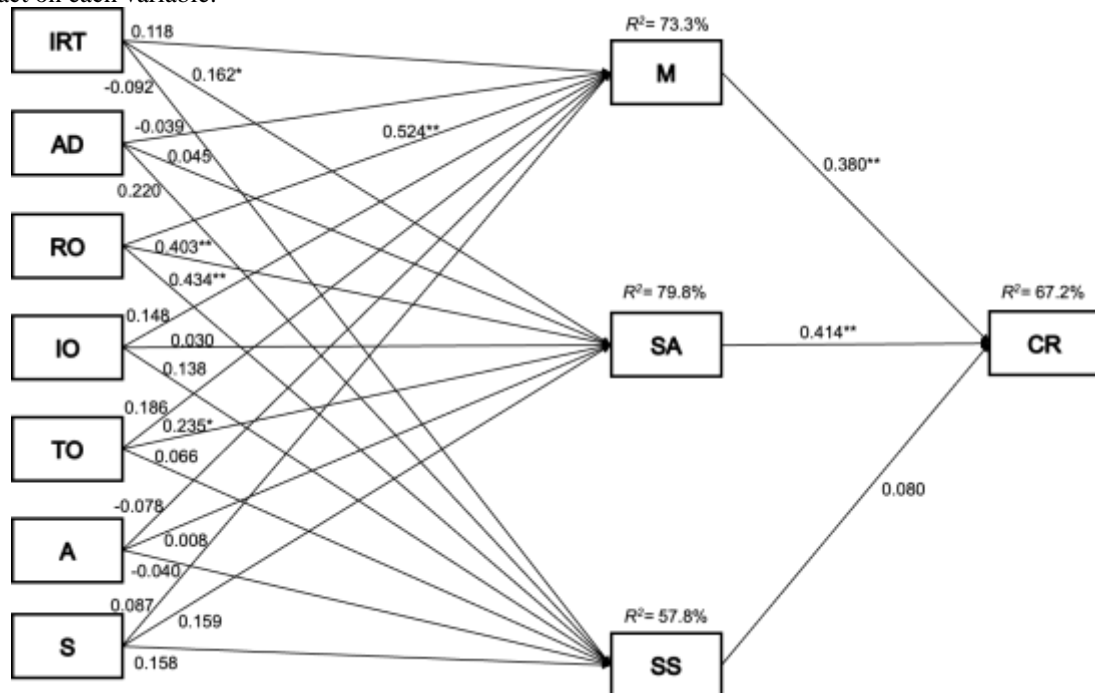 act on each variable.
R²= 73.3%
IRT
0.118
M
0.162*
-0.092
AD
-0.039
0.524**
0.045
0.380**
0.220
RO
0.403**
0.434**
R²= 79.8%
R²= 67.2%
0.148
IO
0.030
SA
0.414**
CR
0.138
0.186
0.235*
TO
0.066
0.080
-0.078
A
0.008
-0.040
0.087
R²= 57.8%
S
0.159
0.158
SS